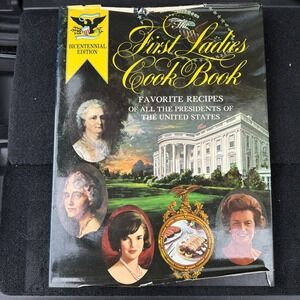 BICENTENNIAL
EDITION
First Ladies
Cook Book
FAVORITE RECIPES
OF ALL THE PRESIDENTS OF
THE UNITED STATES